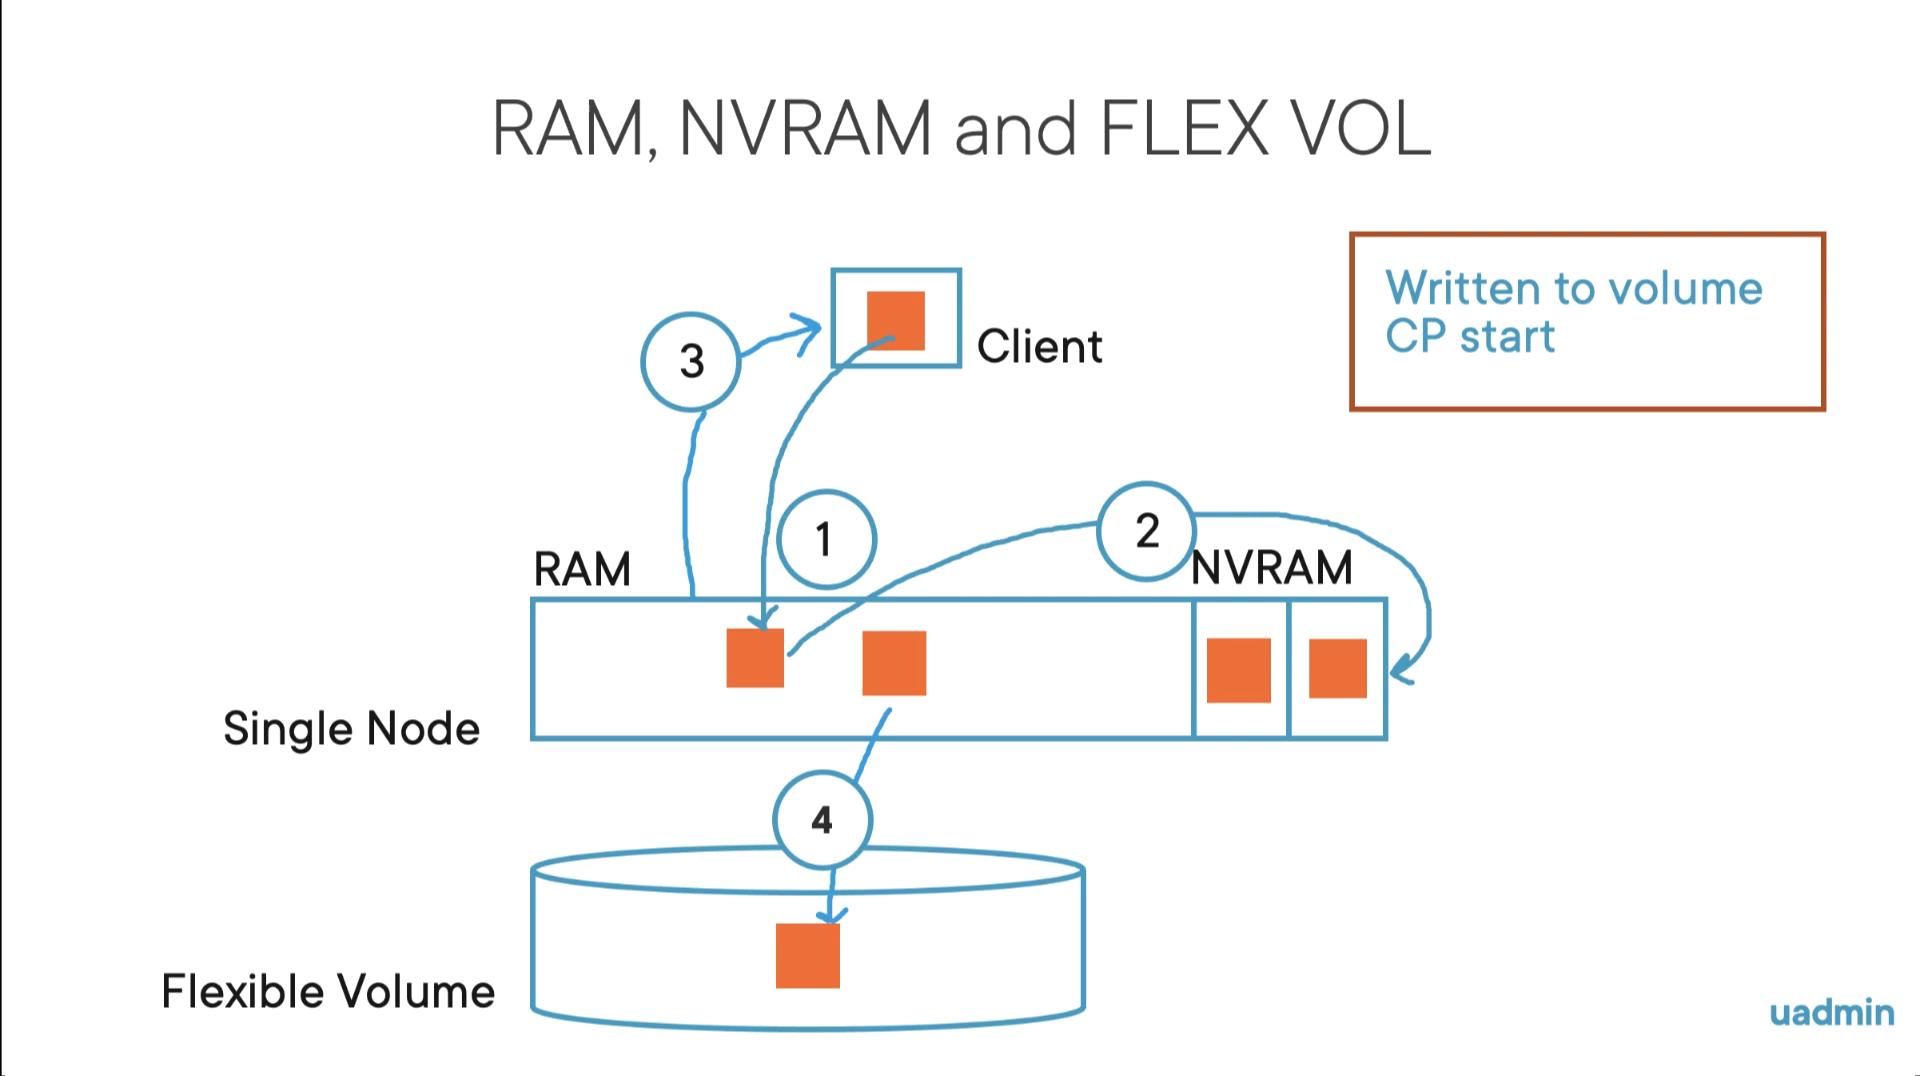 RAM, NVRAM and FLEX VOL
Written to volume
CP start
3
Client
1
2
RAM
NVRAM
Single Node
4
Flexible Volume
uadmin